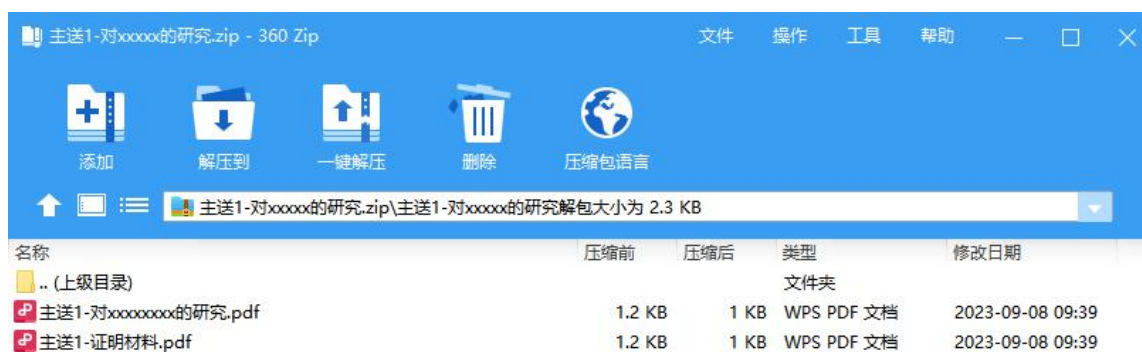 主送1-对xxxxx的研究.zip - 360 Zip 文件 操作 工具 帮助
添加 解压到 一键解压 删除 压缩包语言
主送1-对xxxxx的研究.zip\主送1-对xxxxx的研究解包大小为 2.3 KB
名称 压缩前 压缩后 类型 修改日期
.. (上级目录) 文件夹
主送1-对xxxxxxxx的研究.pdf 1.2 KB 1 KB WPS PDF 文档 2023-09-08 09:39
主送1-证明材料.pdf 1.2 KB 1 KB WPS PDF 文档 2023-09-08 09:39